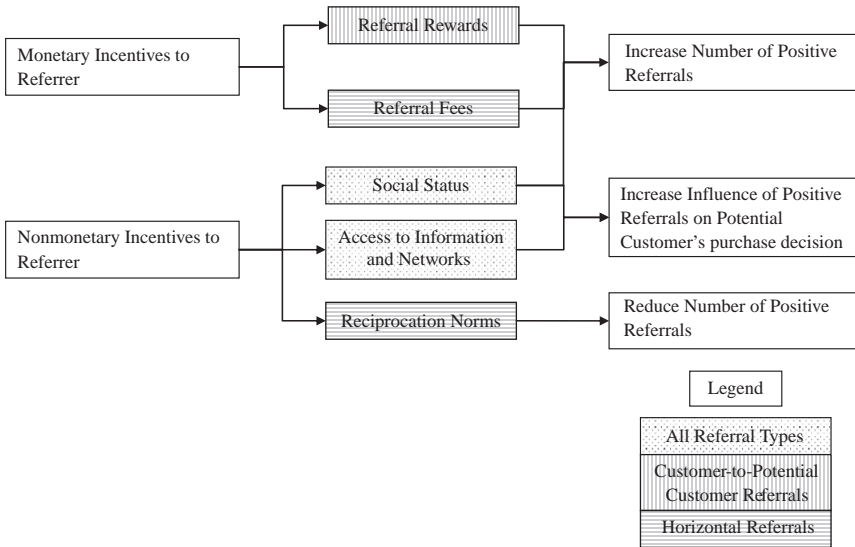 Monetary Incentives to
Referrer
Referral Rewards
Referral Fees
Increase Number of Positive
Referrals
Nonmonetary Incentives to
Referrer
Social Status
Access to Information
and Networks
Reciprocation Norms
Increase Influence of Positive
Referrals on Potential
Customer’s purchase decision
Reduce Number of Positive
Referrals
Legend
All Referral Types
Customer-to-Potential
Customer Referrals
Horizontal Referrals